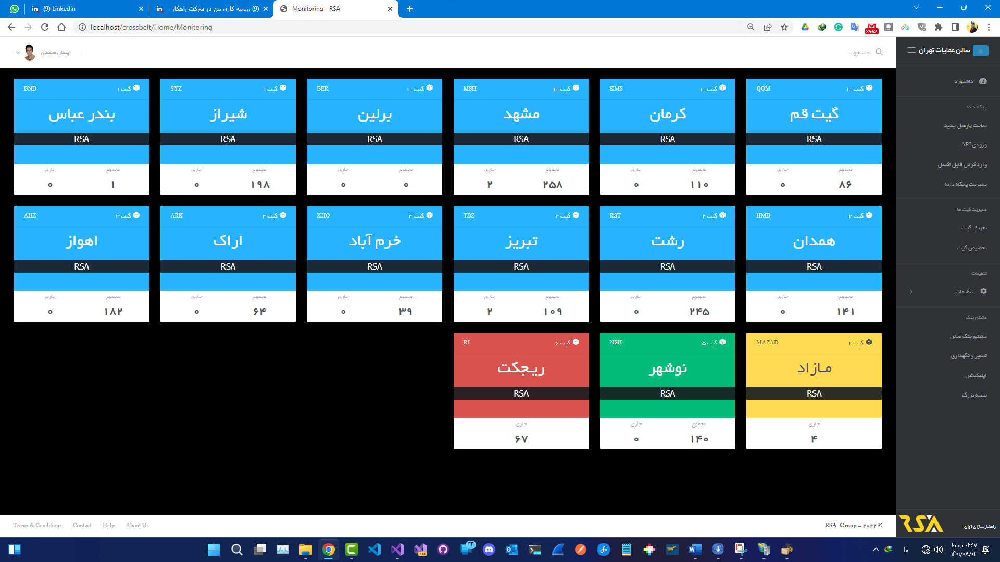 (9) LinkedIn
(9) رزومه کاری من در شرکت راهکار
Monitoring - RSA
localhost/crossbelt/Home/Monitoring
2562
سالن عملیات تهران
جستجو...
پیمان مجیدی
داشبورد
پایگاه داده
ساخت پارسل جدید
ورودی API
وارد کردن فایل اکسل
مدیریت پایگاه داده
مدیریت گیت ها
تعریف گیت
تخصیص گیت
تنظیمات
تنظیمات
مانیتورینگ
مانیتورینگ سالن
تعمیر و نگهداری
اپلیکیشن
بسته بزرگ
گیت ۱- QOM
گیت قم
RSA
مجموع جاری
۸۶ ۰
گیت ۱- KMS
کرمان
RSA
مجموع جاری
۱۱۰ ۰
گیت ۱- MSH
مشهد
RSA
مجموع جاری
۲۵۸ ۲
گیت ۱- BER
برلین
RSA
مجموع جاری
۰ ۰
گیت ۱ SYZ
شیراز
RSA
مجموع جاری
۱۹۸ ۰
گیت ۱ BND
بندر عباس
RSA
مجموع جاری
۱ ۰
گیت ۲ HMD
همدان
RSA
مجموع جاری
۱۴۱ ۰
گیت ۲ RST
رشت
RSA
مجموع جاری
۲۴۵ ۰
گیت ۲ TBZ
تبریز
RSA
مجموع جاری
۱۰۹ ۲
گیت ۳ KHO
خرم آباد
RSA
مجموع جاری
۳۹ ۰
گیت ۳ ARK
اراک
RSA
مجموع جاری
۶۴ ۰
گیت ۳ AHZ
اهواز
RSA
مجموع جاری
۱۸۲ ۰
گیت ۴ MAZAD
مـازاد
RSA
جاری
۴
گیت ۵ NSH
نوشهر
RSA
مجموع جاری
۱۴۰ ۰
گیت ۶ RJ
ریـجکت
RSA
جاری
۶۷
Terms & Conditions Contact Help About Us
RSA_Group – ۲۰۲۲ ©
RSA
راهکار سازان آوان
TT
PRE
فا
۰۴:۱۷ ب.ظ
۱۴۰۱/۰۸/۰۳